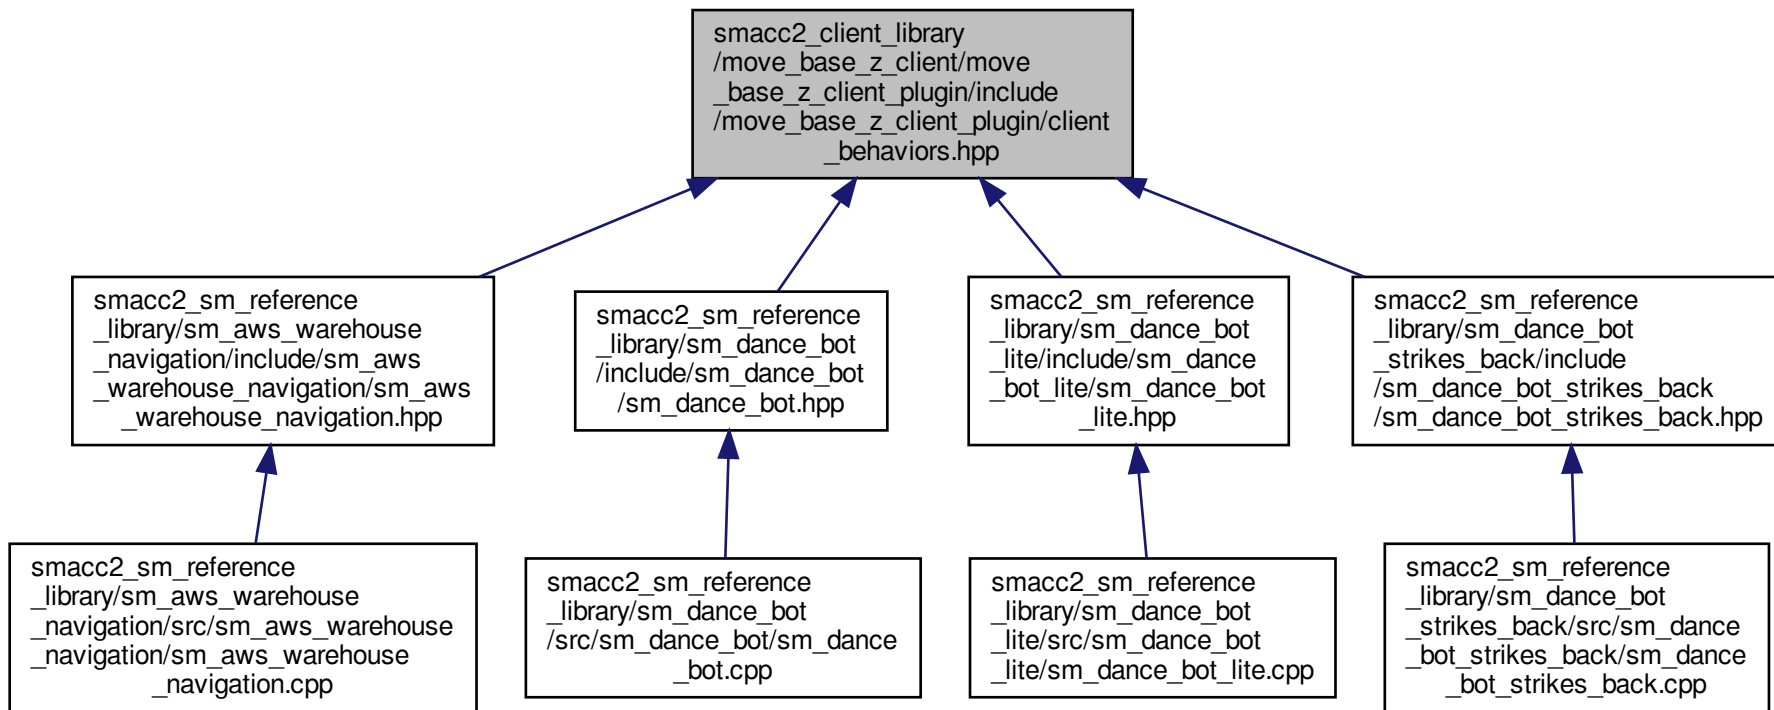 smacc2_client_library
/move_base_z_client/move
_base_z_client_plugin/include
/move_base_z_client_plugin/client
_behaviors.hpp
smacc2_sm_reference
_library/sm_aws_warehouse
_navigation/include/sm_aws
_warehouse_navigation/sm_aws
_warehouse_navigation.hpp
smacc2_sm_reference
_library/sm_dance_bot
/include/sm_dance_bot
/sm_dance_bot.hpp
smacc2_sm_reference
_library/sm_dance_bot
_lite/include/sm_dance
_bot_lite/sm_dance_bot
_lite.hpp
smacc2_sm_reference
_library/sm_dance_bot
_strikes_back/include
/sm_dance_bot_strikes_back
/sm_dance_bot_strikes_back.hpp
smacc2_sm_reference
_library/sm_aws_warehouse
_navigation/src/sm_aws_warehouse
_navigation/sm_aws_warehouse
_navigation.cpp
smacc2_sm_reference
_library/sm_dance_bot
/src/sm_dance_bot/sm_dance
_bot.cpp
smacc2_sm_reference
_library/sm_dance_bot
_lite/src/sm_dance_bot
_lite/sm_dance_bot_lite.cpp
smacc2_sm_reference
_library/sm_dance_bot
_strikes_back/src/sm_dance
_bot_strikes_back/sm_dance
_bot_strikes_back.cpp